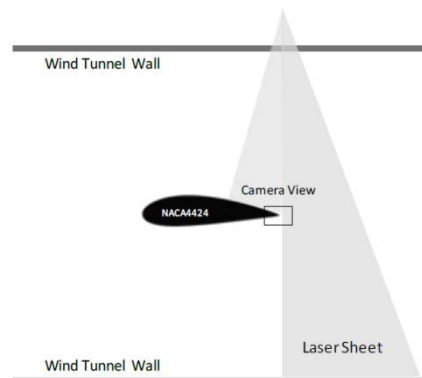 Wind Tunnel Wall
Camera View
NACA4424
Laser Sheet
Wind Tunnel Wall